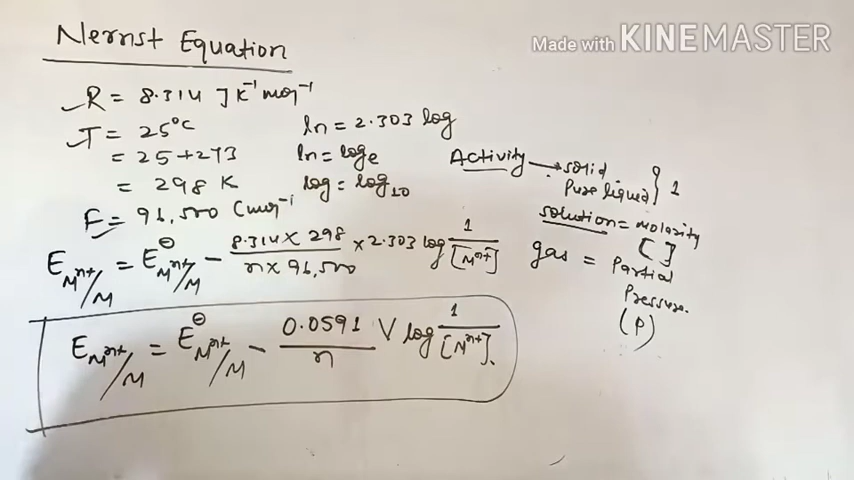 Nernst Equation
Made with KINEMASTER
R = 8.314 J K⁻¹ mol⁻¹
T = 25°C
= 25 + 273
= 298 K
F = 96,500 C mol⁻¹
ln = 2.303 log
ln = logₑ
log = log₁₀
Activity → solid
Pure liquid } 1
solution = molarity
[ ]
gas = Partial
Pressure.
(P)
E Mⁿ⁺/M = E⊖ Mⁿ⁺/M − 8.314 × 298 / n × 96,500 × 2.303 log 1/[Mⁿ⁺]
E Mⁿ⁺/M = E⊖ Mⁿ⁺/M − 0.0591/n V log 1/[Mⁿ⁺].